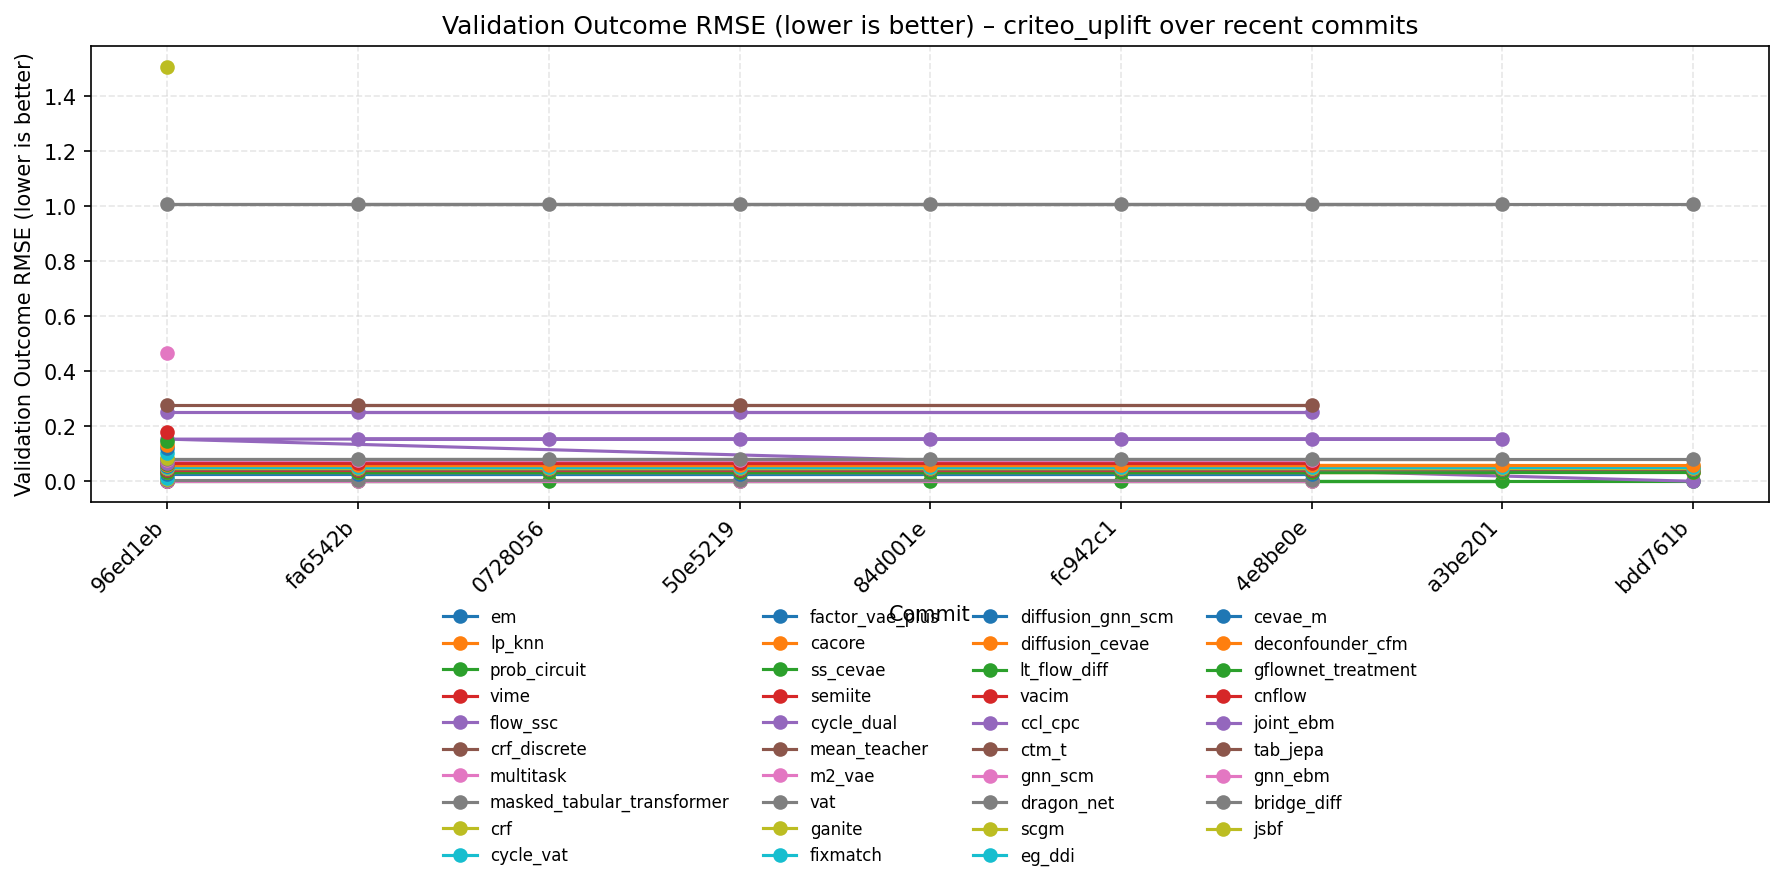 Validation Outcome RMSE (lower is better) – criteo_uplift over recent commits
Validation Outcome RMSE (lower is better)
1.4
1.2
1.0
0.8
0.6
0.4
0.2
0.0
96ed1eb
fa6542b
0728056
50e5219
84d001e
fc942c1
4e8be0e
a3be201
bdd761b
Commit
em
lp_knn
prob_circuit
vime
flow_ssc
crf_discrete
multitask
masked_tabular_transformer
crf
cycle_vat
factor_vae_plus
cacore
ss_cevae
semiite
cycle_dual
mean_teacher
m2_vae
vat
ganite
fixmatch
diffusion_gnn_scm
diffusion_cevae
lt_flow_diff
vacim
ccl_cpc
ctm_t
gnn_scm
dragon_net
scgm
eg_ddi
cevae_m
deconfounder_cfm
gflownet_treatment
cnflow
joint_ebm
tab_jepa
gnn_ebm
bridge_diff
jsbf